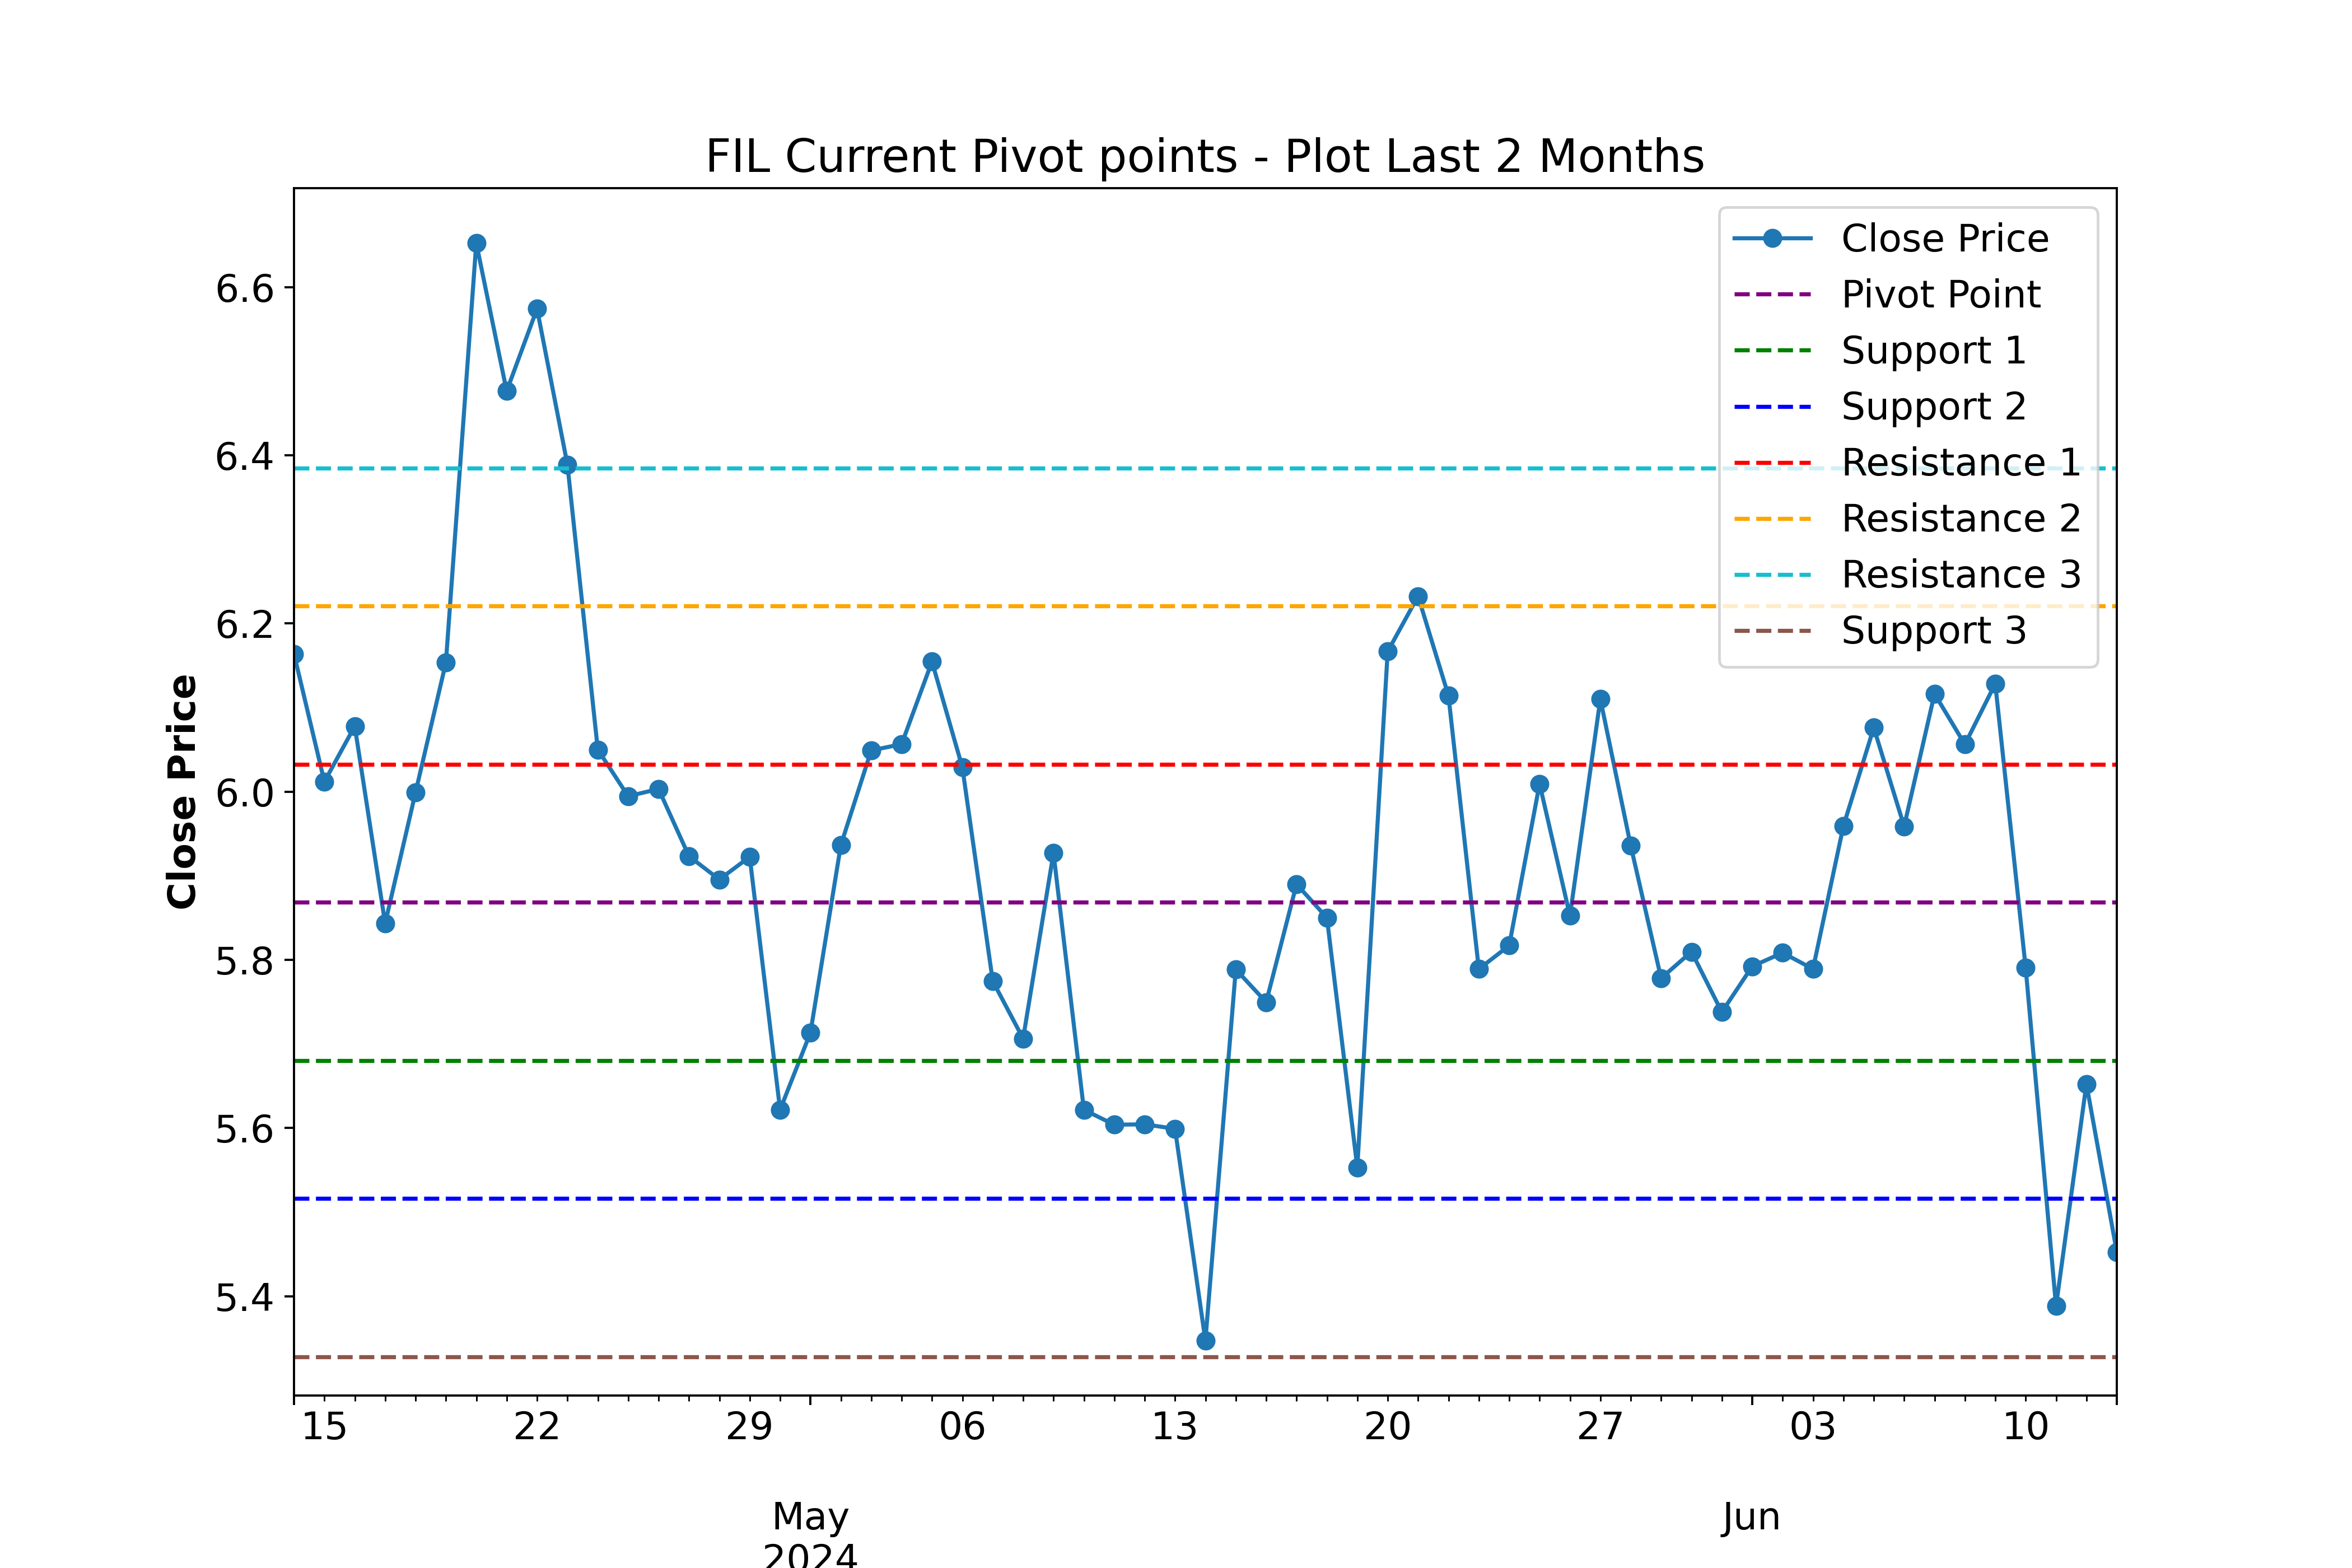 FIL Current Pivot points - Plot Last 2 Months
Close Price
Pivot Point
Support 1
Support 2
Resistance 1
Resistance 2
Resistance 3
Support 3
6.6
6.4
6.2
6.0
5.8
5.6
5.4
Close Price
15 22 29 06 13 20 27 03 10
May Jun
2024